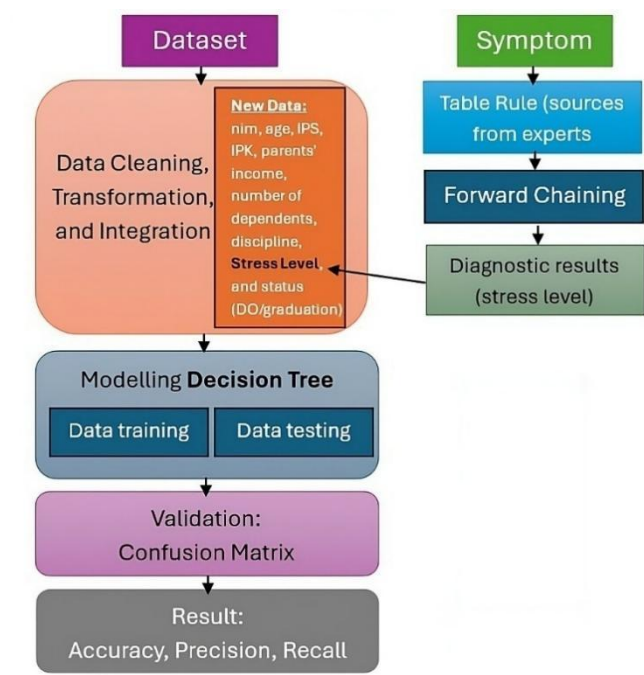 Dataset
Data Cleaning,
Transformation,
and Integration
New Data:
nim, age, IPS,
IPK, parents'
income,
number of
dependents,
discipline,
Stress Level,
and status
(DO/graduation)
Modelling Decision Tree
Data training
Data testing
Validation:
Confusion Matrix
Result:
Accuracy, Precision, Recall
Symptom
Table Rule (sources
from experts
Forward Chaining
Diagnostic results
(stress level)